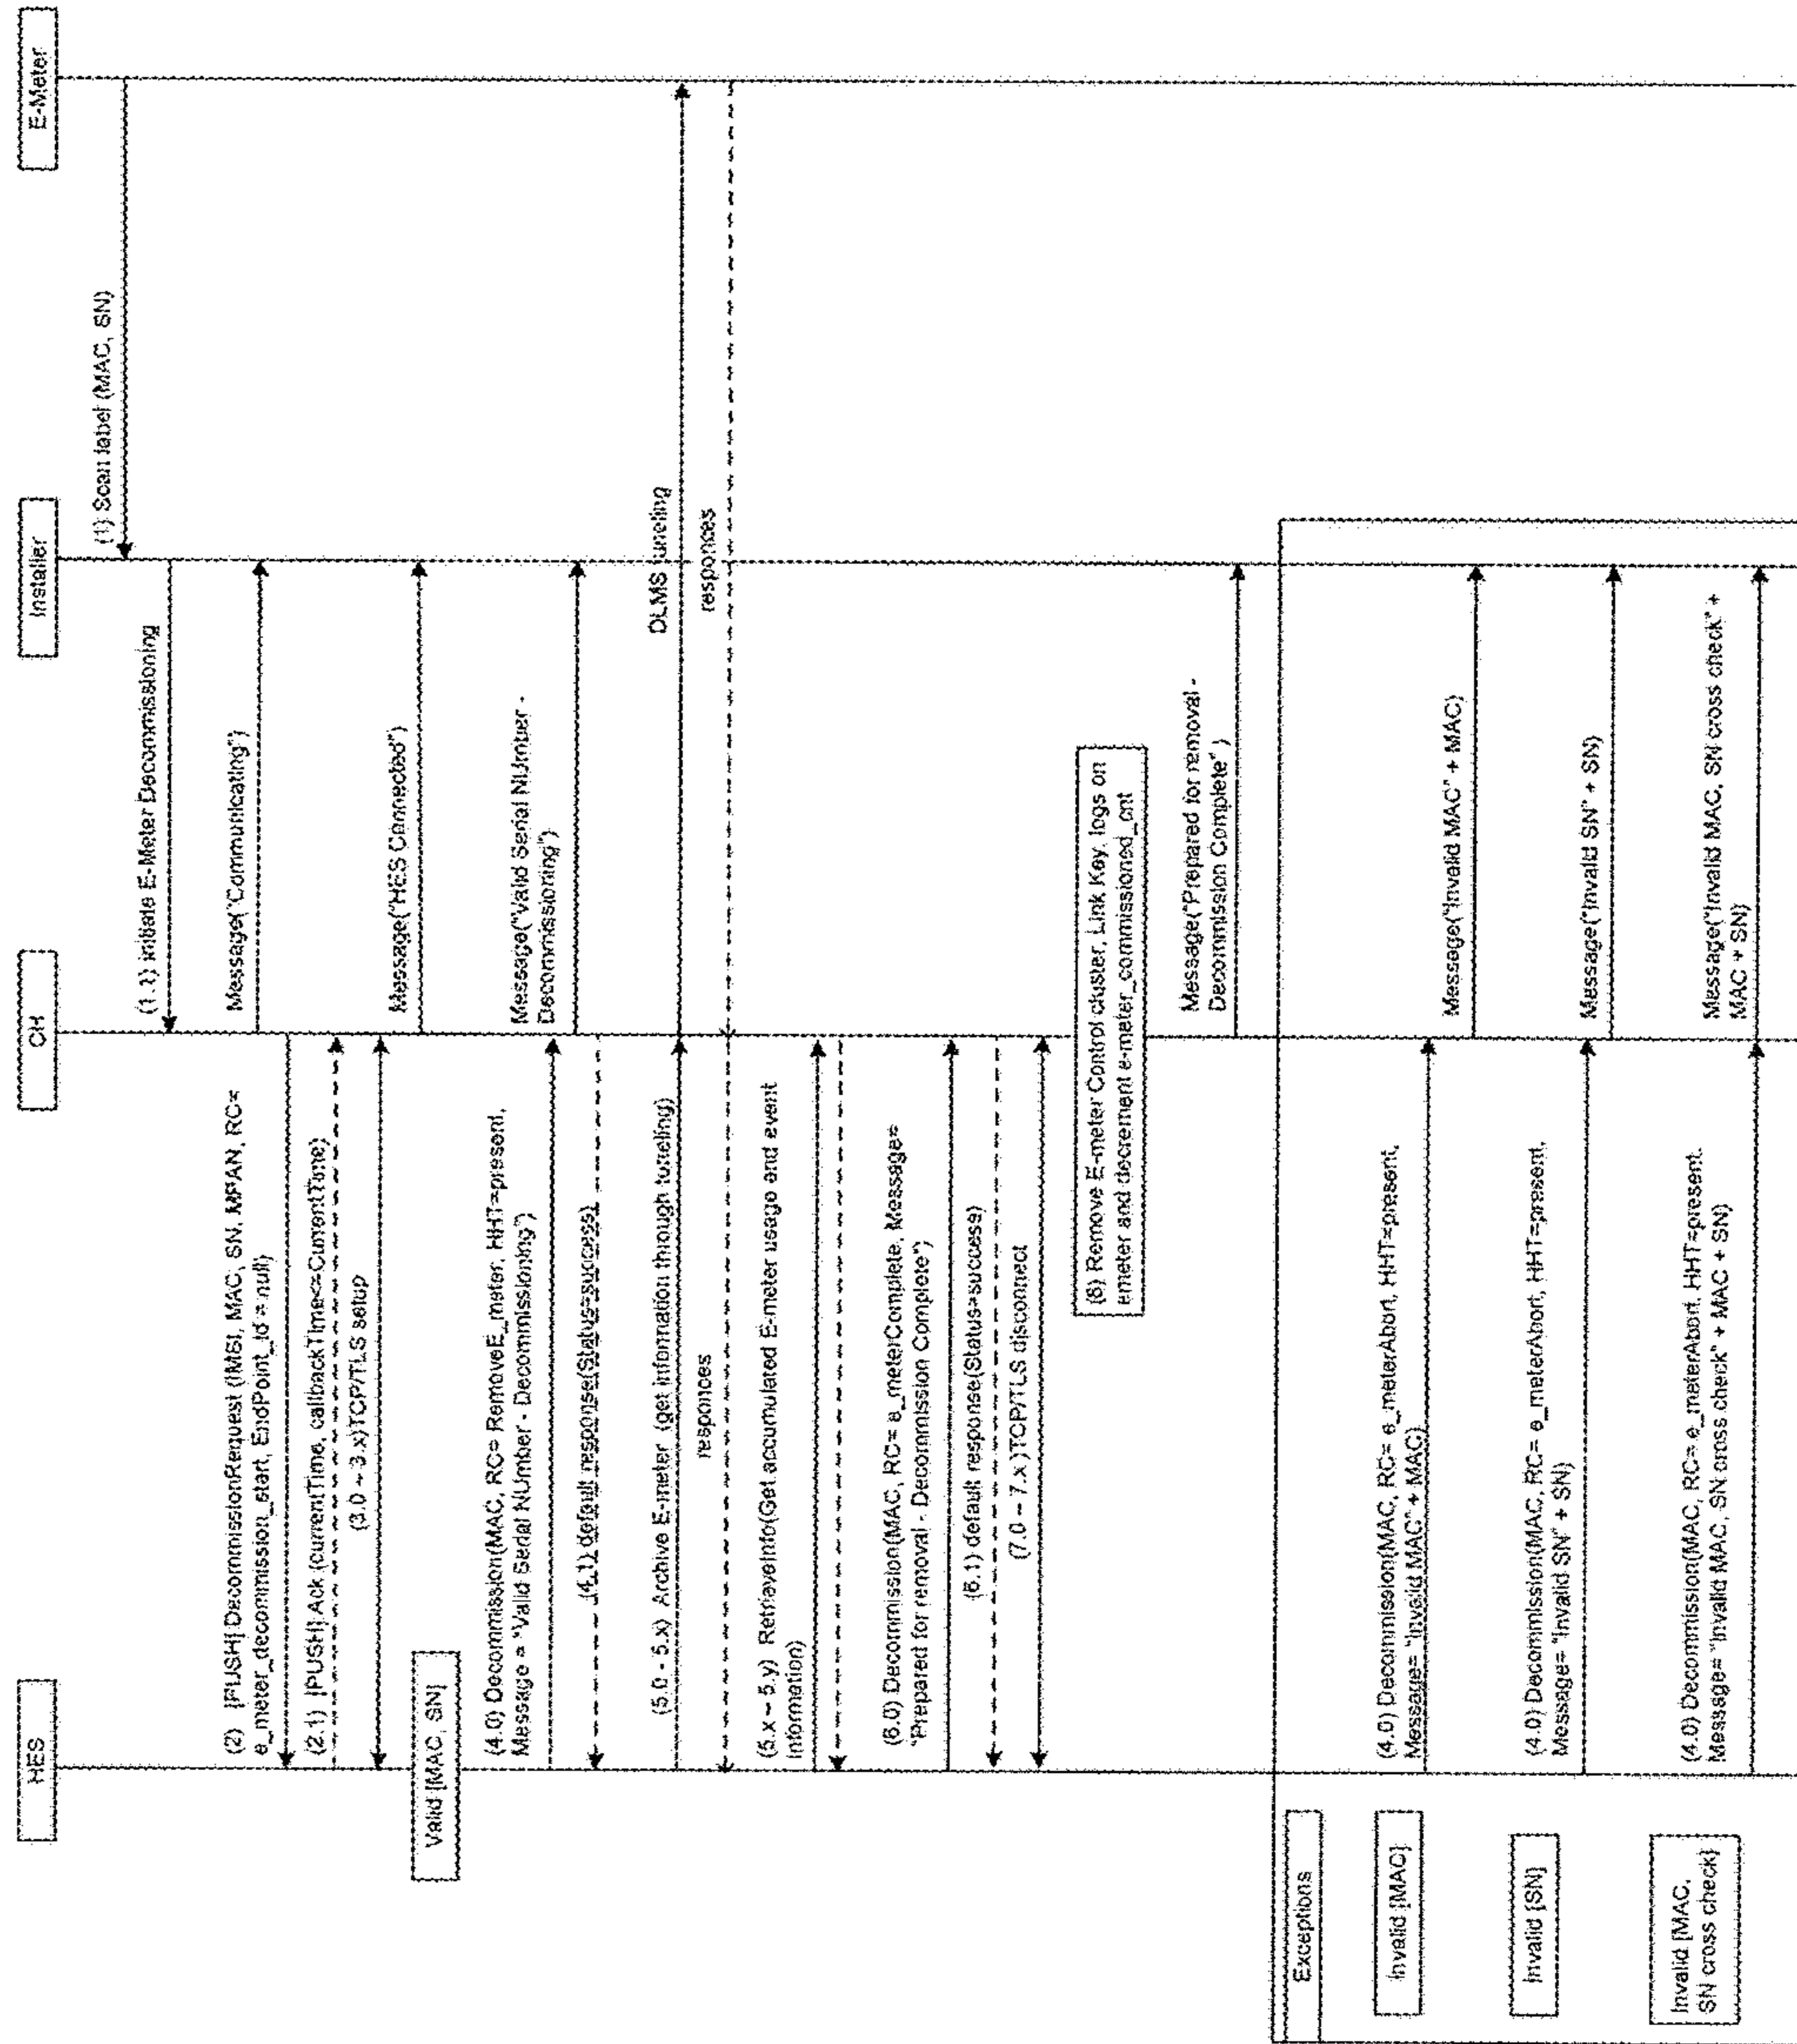 HES
CH
Installer
E-Meter
(1) Scan label (MAC, SN)
(1.1) initiate E-Meter Decomissioning
Message("Communicating")
(2) [PUSH] DecommissionRequest (IMSI, MAC, SN, MPAN, RC=
e_meter_decommission_start, EndPoint_id = null)
(2.1) [PUSH] Ack (currentTime, callbackTime<=CurrentTime)
(3.0 ~ 3.x)TCP/TLS setup
Message("HES Connected")
Valid [MAC, SN]
(4.0) Decommission(MAC, RC= RemoveE_meter, HHT=present,
Message = "Valid Serial NUmber - Decommissioning")
Message("Valid Serial NUmber -
Decommissioning")
(4.1) default response(Status=success)
(5.0 - 5.x) Archive E-meter (get information through tunneling)
DLMS tunneling
responces
responces
(5.x ~ 5.y) RetrieveInfo(Get accumulated E-meter usage and event
Information)
(6.0) Decommission(MAC, RC= e_meterComplete, Message=
"Prepared for removal - Decommission Complete")
(6.1) default response(Status=success)
(7.0 ~ 7.x )TCP/TLS disconnect
(8) Remove E-meter Control cluster, Link Key, logs on
emeter and decrement e-meter_commissioned_cnt
Message("Prepared for removal -
Decommission Complete" )
Exceptions
Invalid [MAC]
(4.0) Decommission(MAC, RC= e_meterAbort, HHT=present,
Message= "Invalid MAC" + MAC)
Message("Invalid MAC" + MAC)
Invalid [SN]
(4.0) Decommission(MAC, RC= e_meterAbort, HHT=present,
Message= "Invalid SN" + SN)
Message("Invalid SN" + SN)
Invalid [MAC,
SN cross check]
(4.0) Decommission(MAC, RC= e_meterAbort, HHT=present,
Message= "Invalid MAC, SN cross check" + MAC + SN)
Message("Invalid MAC, SN cross check" +
MAC + SN)